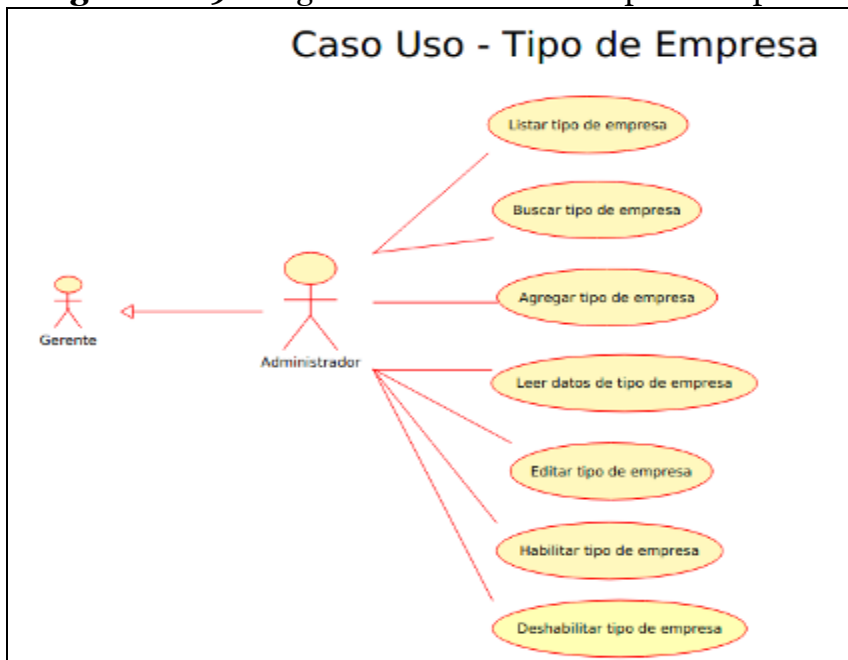 Caso Uso - Tipo de Empresa
Listar tipo de empresa
Buscar tipo de empresa
Agregar tipo de empresa
Gerente
Administrador
Leer datos de tipo de empresa
Editar tipo de empresa
Habilitar tipo de empresa
Deshabilitar tipo de empresa